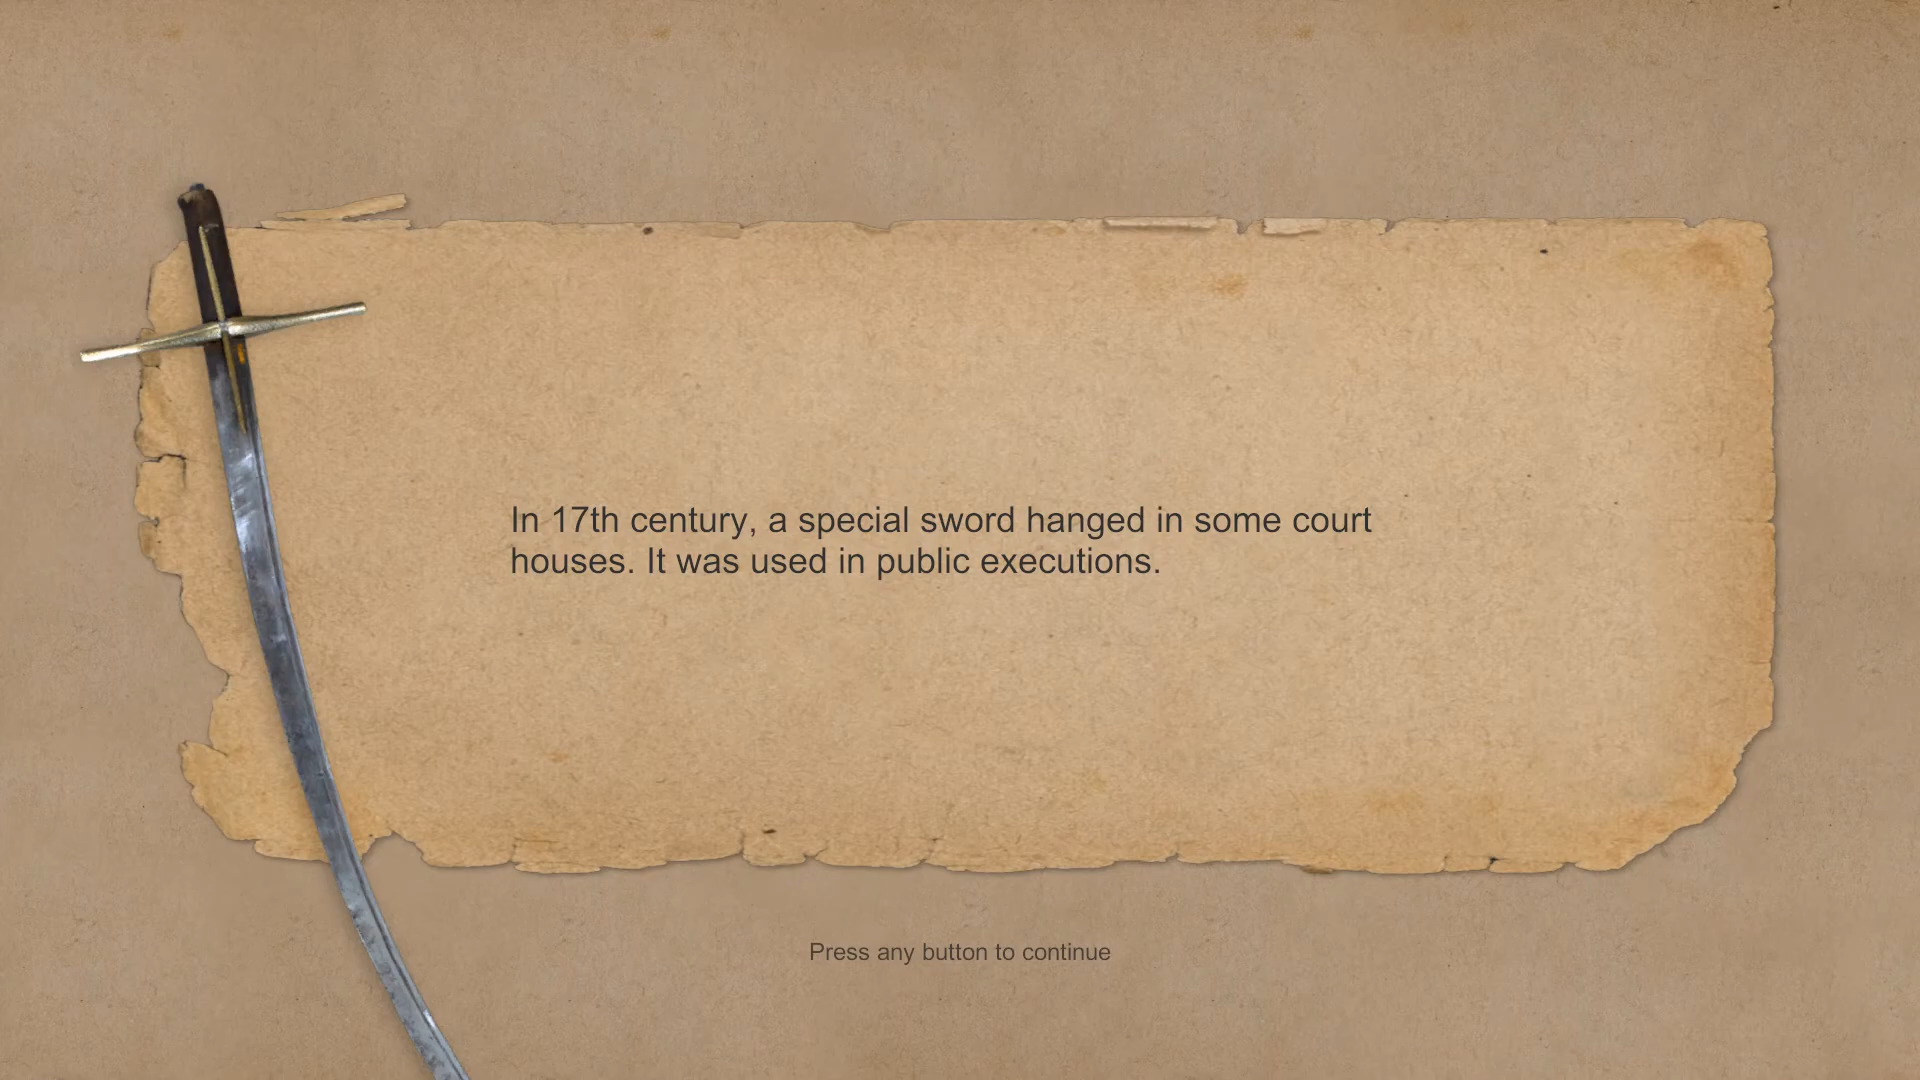 In 17th century, a special sword hanged in some court
houses. It was used in public executions.
Press any button to continue